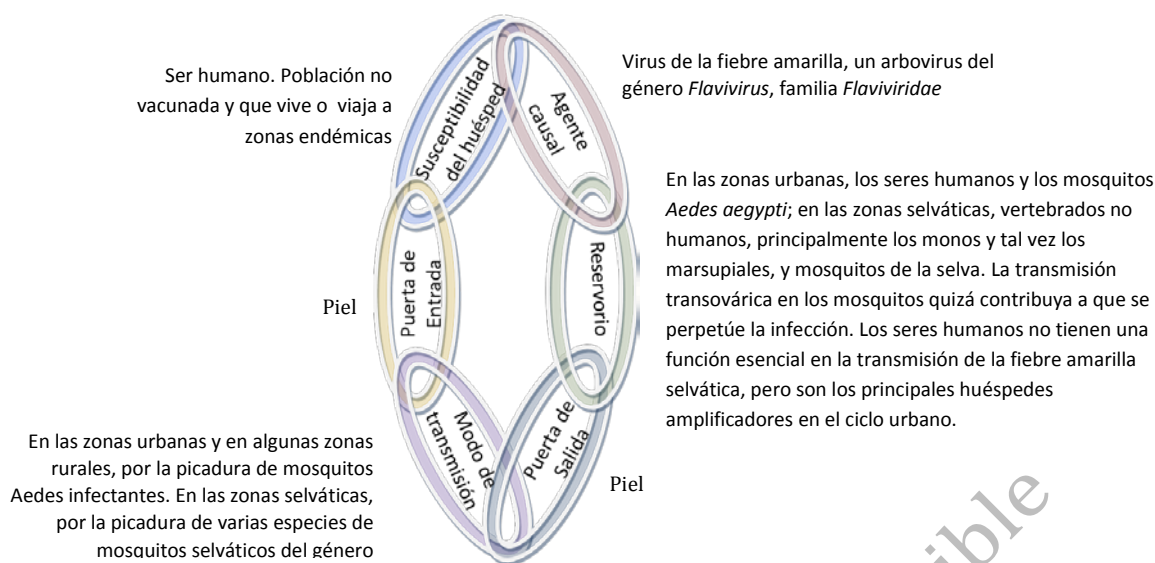 Ser humano. Población no
vacunada y que vive o viaja a
zonas endémicas
Susceptibilidad
del huésped
Agente
causal
Virus de la fiebre amarilla, un arbovirus del
género Flavivirus, familia Flaviviridae
Reservorio
En las zonas urbanas, los seres humanos y los mosquitos
Aedes aegypti; en las zonas selváticas, vertebrados no
humanos, principalmente los monos y tal vez los
marsupiales, y mosquitos de la selva. La transmisión
transovárica en los mosquitos quizá contribuya a que se
perpetúe la infección. Los seres humanos no tienen una
función esencial en la transmisión de la fiebre amarilla
selvática, pero son los principales huéspedes
amplificadores en el ciclo urbano.
Puerta de
Entrada
Piel
Puerta de
Salida
Piel
Modo de
transmisión
En las zonas urbanas y en algunas zonas
rurales, por la picadura de mosquitos
Aedes infectantes. En las zonas selváticas,
por la picadura de varias especies de
mosquitos selváticos del género
ible